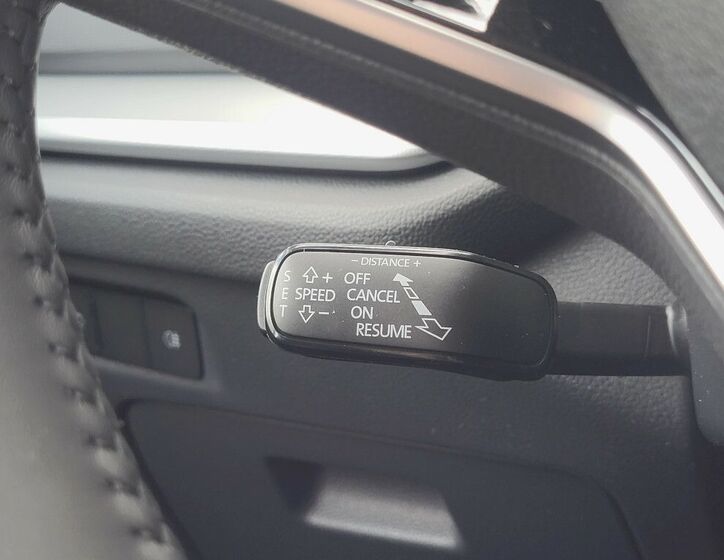 − DISTANCE +
S ⇧+ OFF
E SPEED CANCEL
T ⇩− ON
RESUME